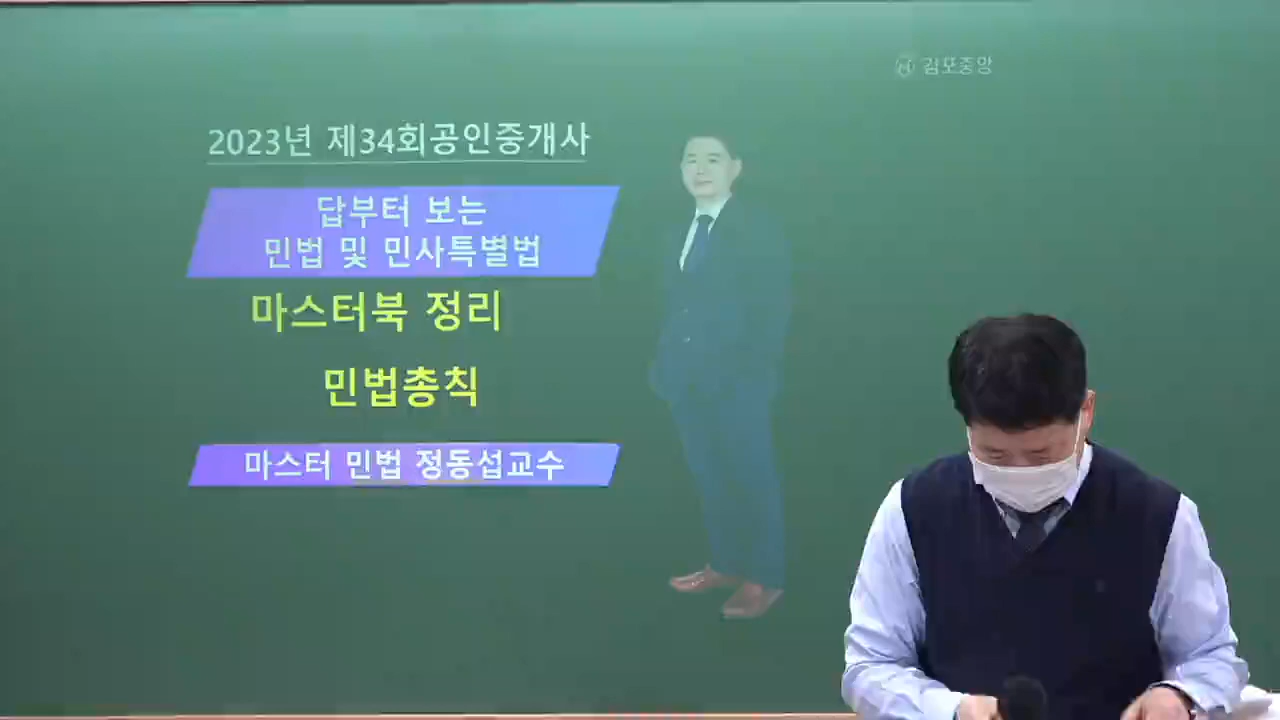 김포중앙
2023년 제34회공인중개사
답부터 보는
민법 및 민사특별법
마스터북 정리
민법총칙
마스터 민법 정동섭교수